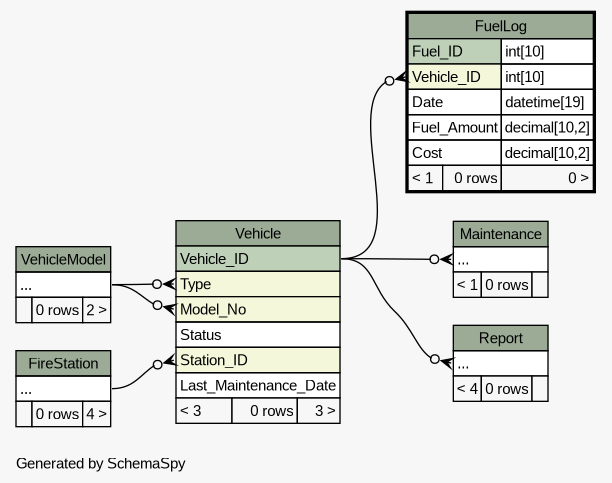 FuelLog
Fuel_ID int[10]
Vehicle_ID int[10]
Date datetime[19]
Fuel_Amount decimal[10,2]
Cost decimal[10,2]
< 1 0 rows 0 >
Vehicle
Vehicle_ID
Type
Model_No
Status
Station_ID
Last_Maintenance_Date
< 3 0 rows 3 >
Maintenance
...
< 1 0 rows
VehicleModel
...
0 rows 2 >
Report
...
< 4 0 rows
FireStation
...
0 rows 4 >
Generated by SchemaSpy